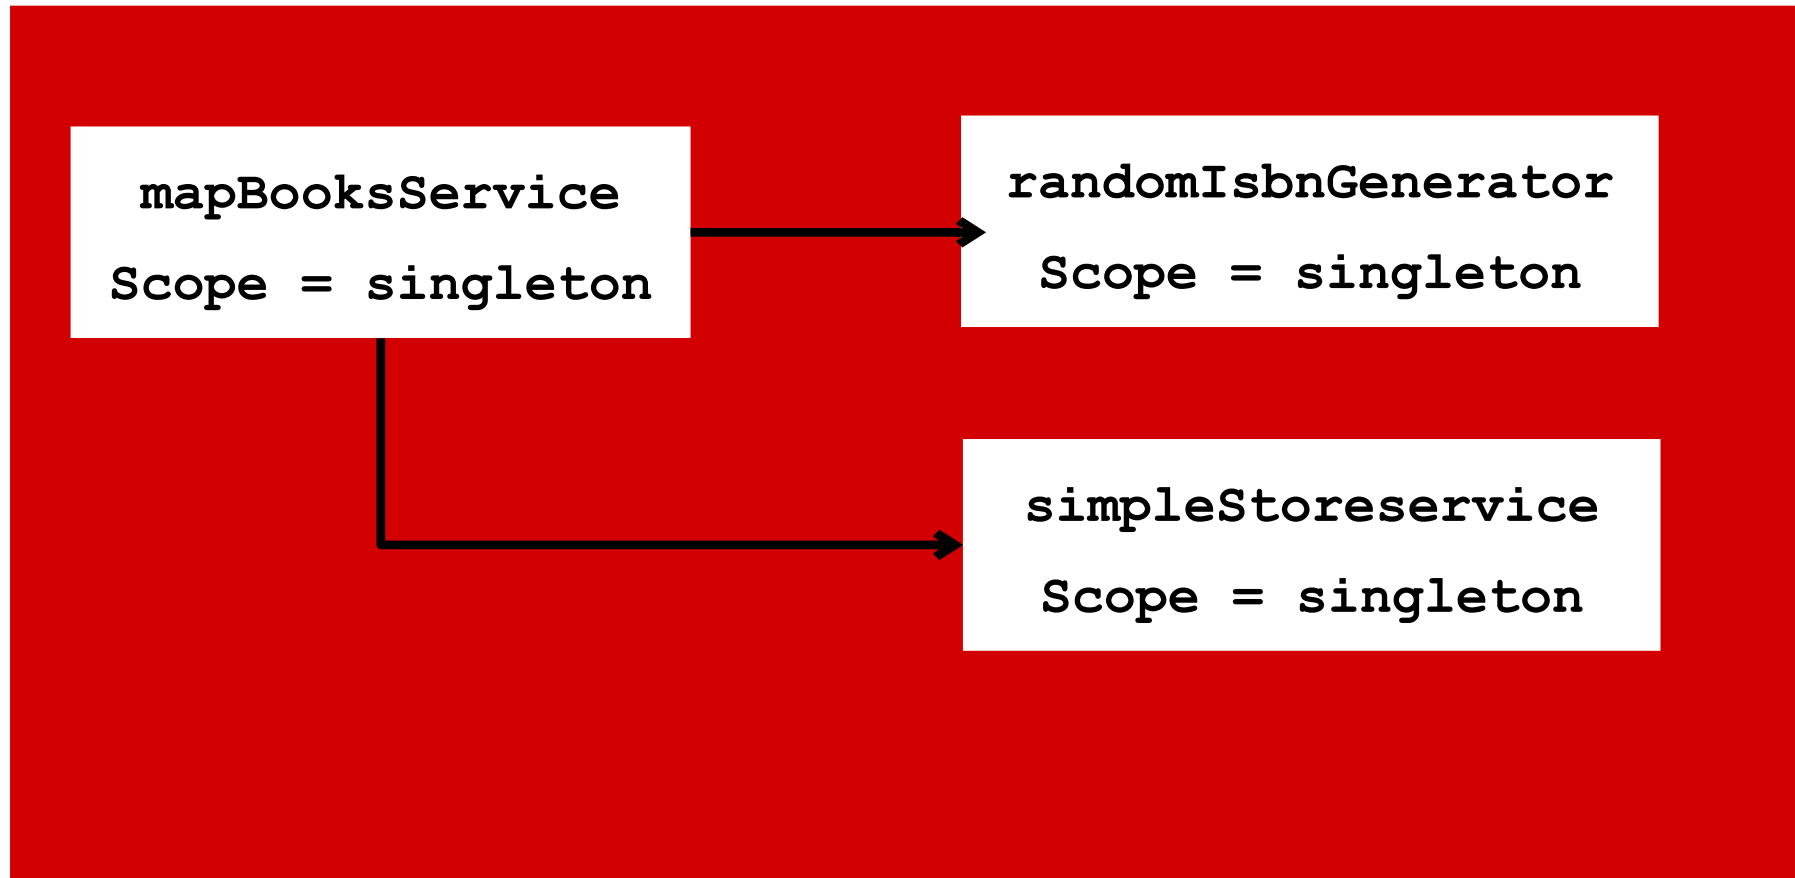 mapBooksService
Scope = singleton
randomIsbnGenerator
Scope = singleton
simpleStoreservice
Scope = singleton